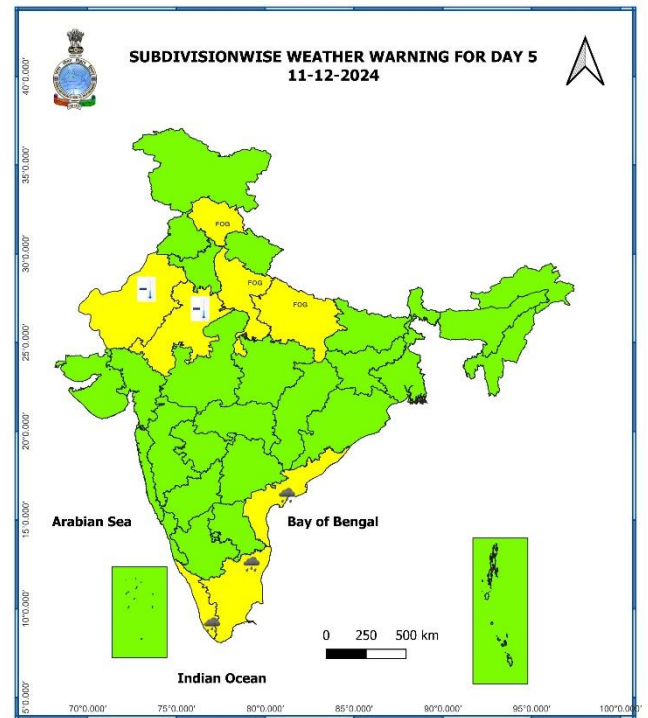 SUBDIVISIONWISE WEATHER WARNING FOR DAY 5
11-12-2024
40°0.000'
35°0.000'
30°0.000'
25°0.000'
20°0.000'
15°0.000'
10°0.000'
5°0.000'
FOG
FOG
FOG
Arabian Sea
Bay of Bengal
0 250 500 km
Indian Ocean
70°0.000' 75°0.000' 80°0.000' 85°0.000' 90°0.000' 95°0.000' 100°0.000'